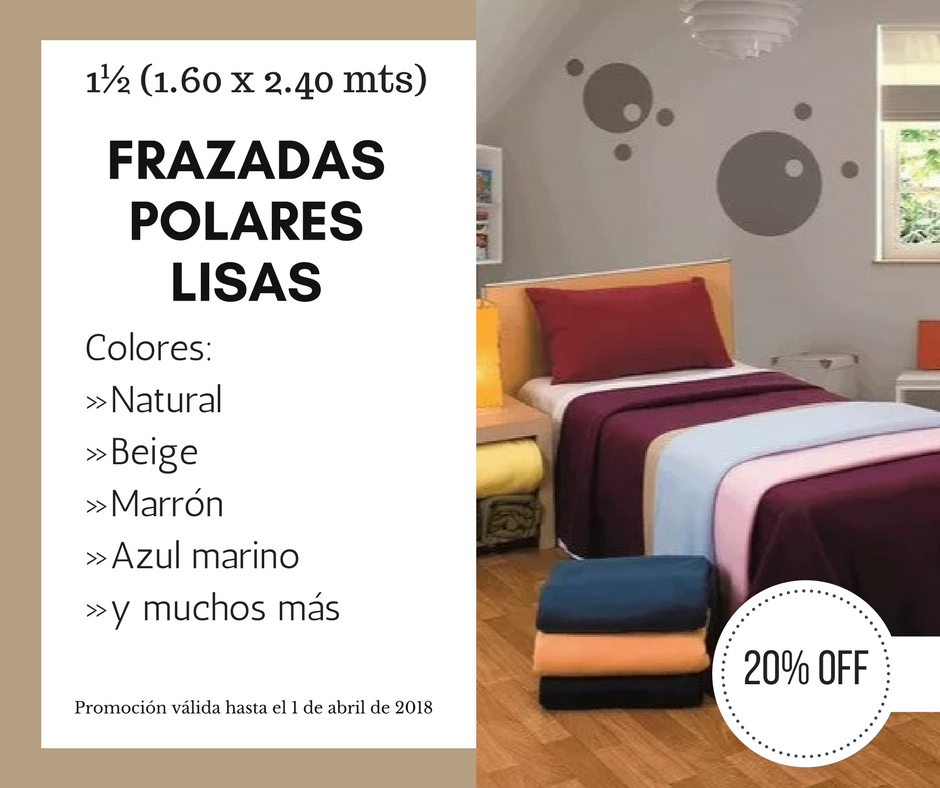 1½ (1.60 x 2.40 mts)
FRAZADAS
POLARES
LISAS
Colores:
»Natural
»Beige
»Marrón
»Azul marino
»y muchos más
Promoción válida hasta el 1 de abril de 2018
20% OFF